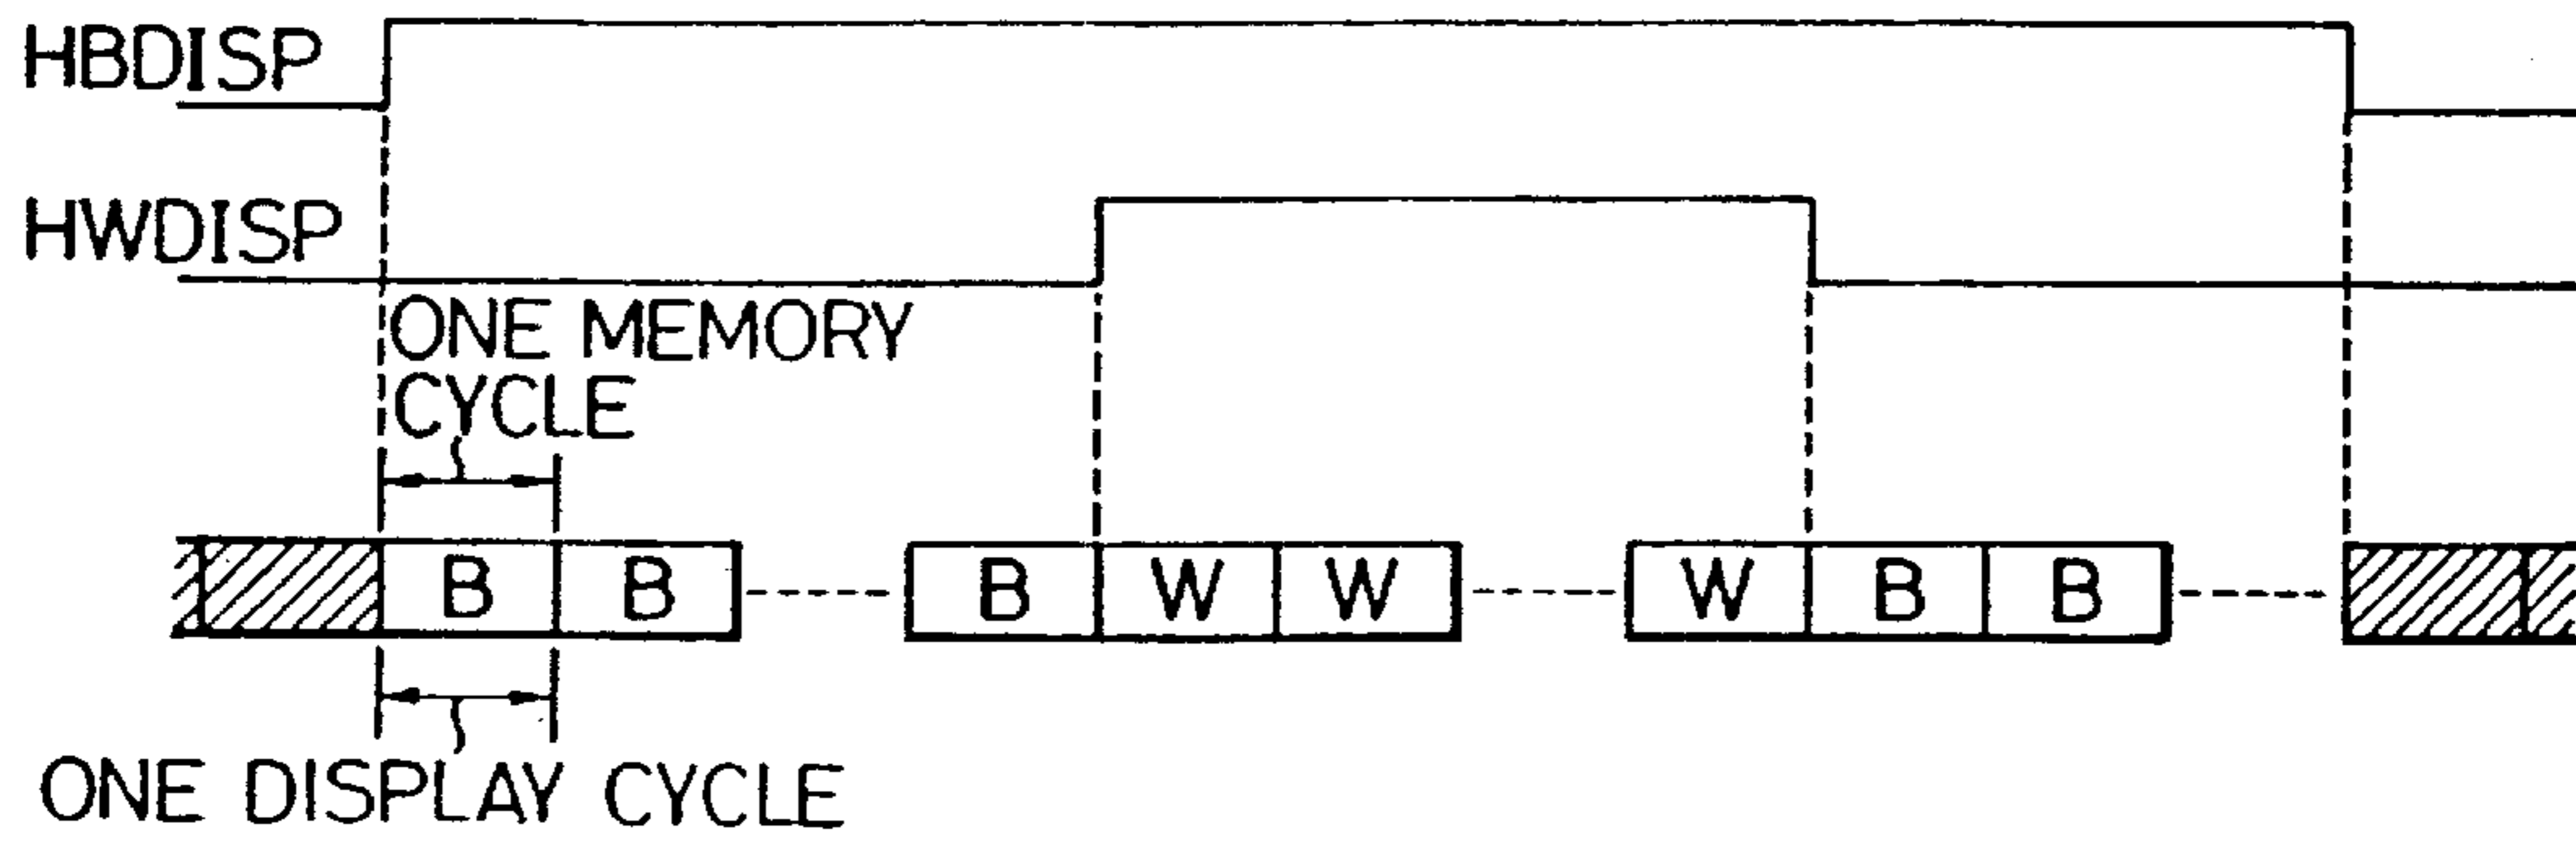 HBDISP
HWDISP
ONE MEMORY
CYCLE
B B B W W W B B
ONE DISPLAY CYCLE